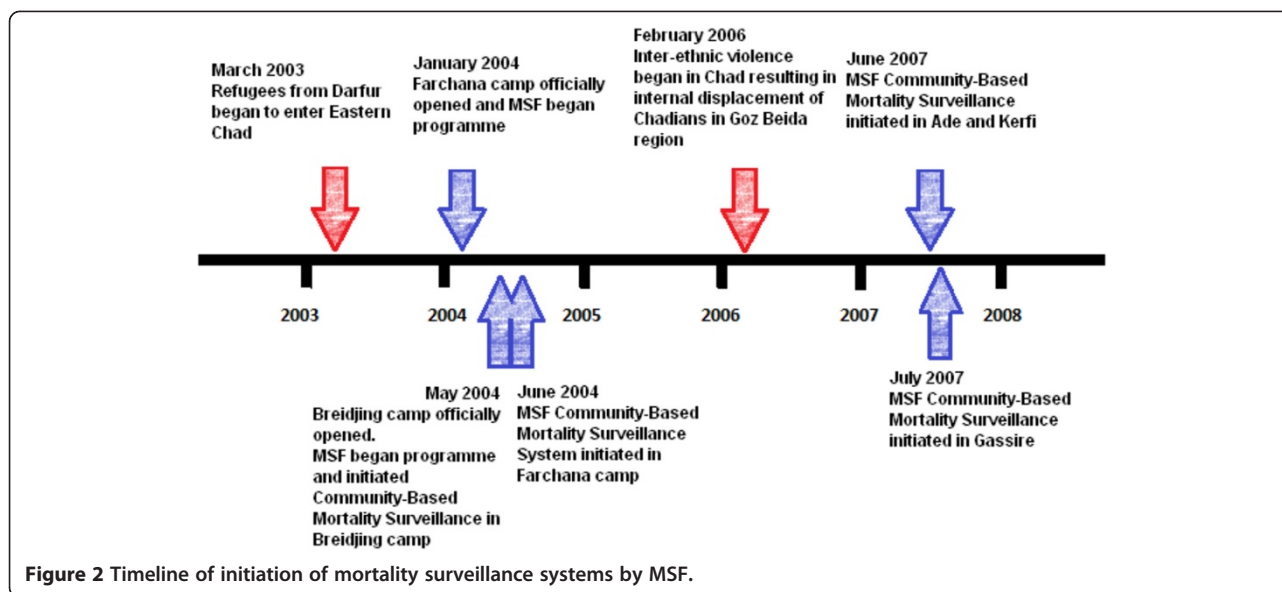 March 2003
Refugees from Darfur
began to enter Eastern
Chad
January 2004
Farchana camp officially
opened and MSF began
programme
February 2006
Inter-ethnic violence
began in Chad resulting in
internal displacement of
Chadians in Goz Beida
region
June 2007
MSF Community-Based
Mortality Surveillance
initiated in Ade and Kerfi
2003
2004
2005
2006
2007
2008
May 2004
Breidjing camp officially
opened.
MSF began programme
and initiated
Community-Based
Mortality Surveillance in
Breidjing camp
June 2004
MSF Community-Based
Mortality Surveillance
System initiated in
Farchana camp
July 2007
MSF Community-Based
Mortality Surveillance
initiated in Gassire
Figure 2 Timeline of initiation of mortality surveillance systems by MSF.